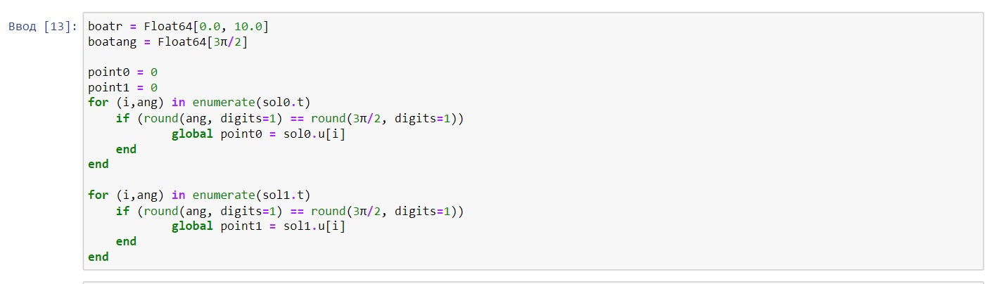 Ввод [13]:
boatr = Float64[0.0, 10.0]
boatang = Float64[3π/2]

point0 = 0
point1 = 0
for (i,ang) in enumerate(sol0.t)
    if (round(ang, digits=1) == round(3π/2, digits=1))
            global point0 = sol0.u[i]
    end
end

for (i,ang) in enumerate(sol1.t)
    if (round(ang, digits=1) == round(3π/2, digits=1))
            global point1 = sol1.u[i]
    end
end